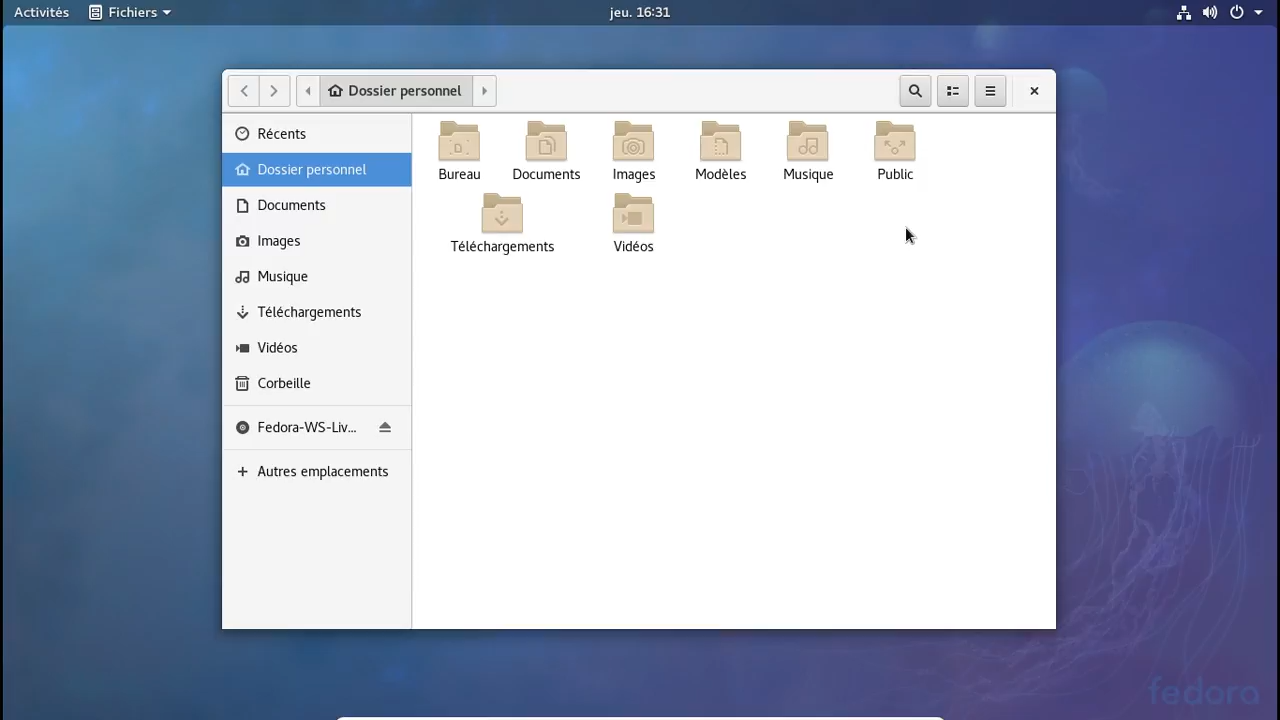 Activités Fichiers jeu. 16:31
Dossier personnel
Récents
Dossier personnel
Documents
Images
Musique
Téléchargements
Vidéos
Corbeille
Fedora-WS-Liv...
Autres emplacements
Bureau Documents Images Modèles Musique Public
Téléchargements Vidéos
fedora